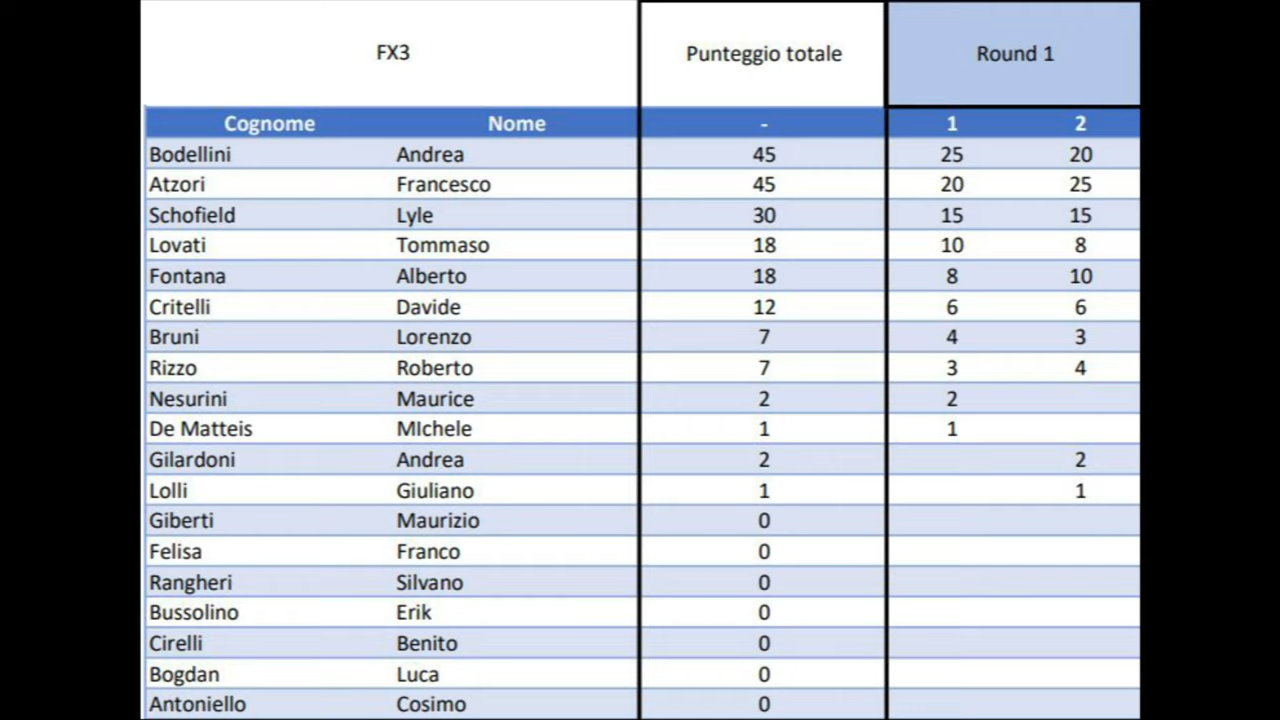 FX3 Punteggio totale Round 1
Cognome Nome - 1 2
Bodellini Andrea 45 25 20
Atzori Francesco 45 20 25
Schofield Lyle 30 15 15
Lovati Tommaso 18 10 8
Fontana Alberto 18 8 10
Critelli Davide 12 6 6
Bruni Lorenzo 7 4 3
Rizzo Roberto 7 3 4
Nesurini Maurice 2 2
De Matteis MIchele 1 1
Gilardoni Andrea 2 2
Lolli Giuliano 1 1
Giberti Maurizio 0
Felisa Franco 0
Rangheri Silvano 0
Bussolino Erik 0
Cirelli Benito 0
Bogdan Luca 0
Antoniello Cosimo 0